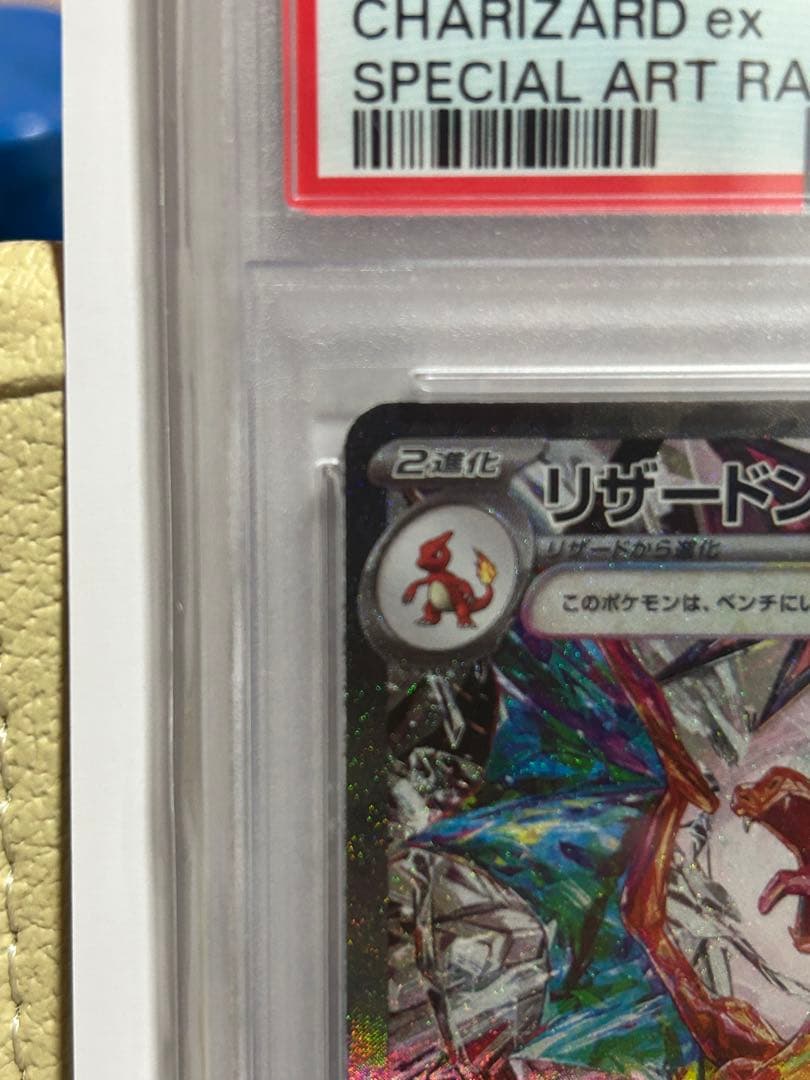 CHARIZARD ex
SPECIAL ART RA
2進化
リザードン
リザードから進化
このポケモンは、ベンチにし